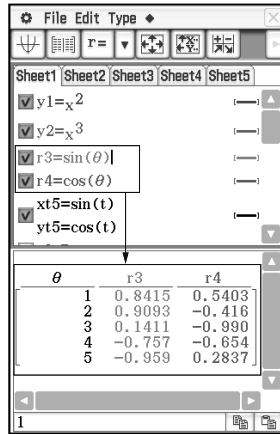 File Edit Type ◆
r=
Sheet1 Sheet2 Sheet3 Sheet4 Sheet5
y1=x²
y2=x³
r3=sin(θ)
r4=cos(θ)
xt5=sin(t)
yt5=cos(t)
θ r3 r4
1 0.8415 0.5403
2 0.9093 -0.416
3 0.1411 -0.990
4 -0.757 -0.654
5 -0.959 0.2837
1